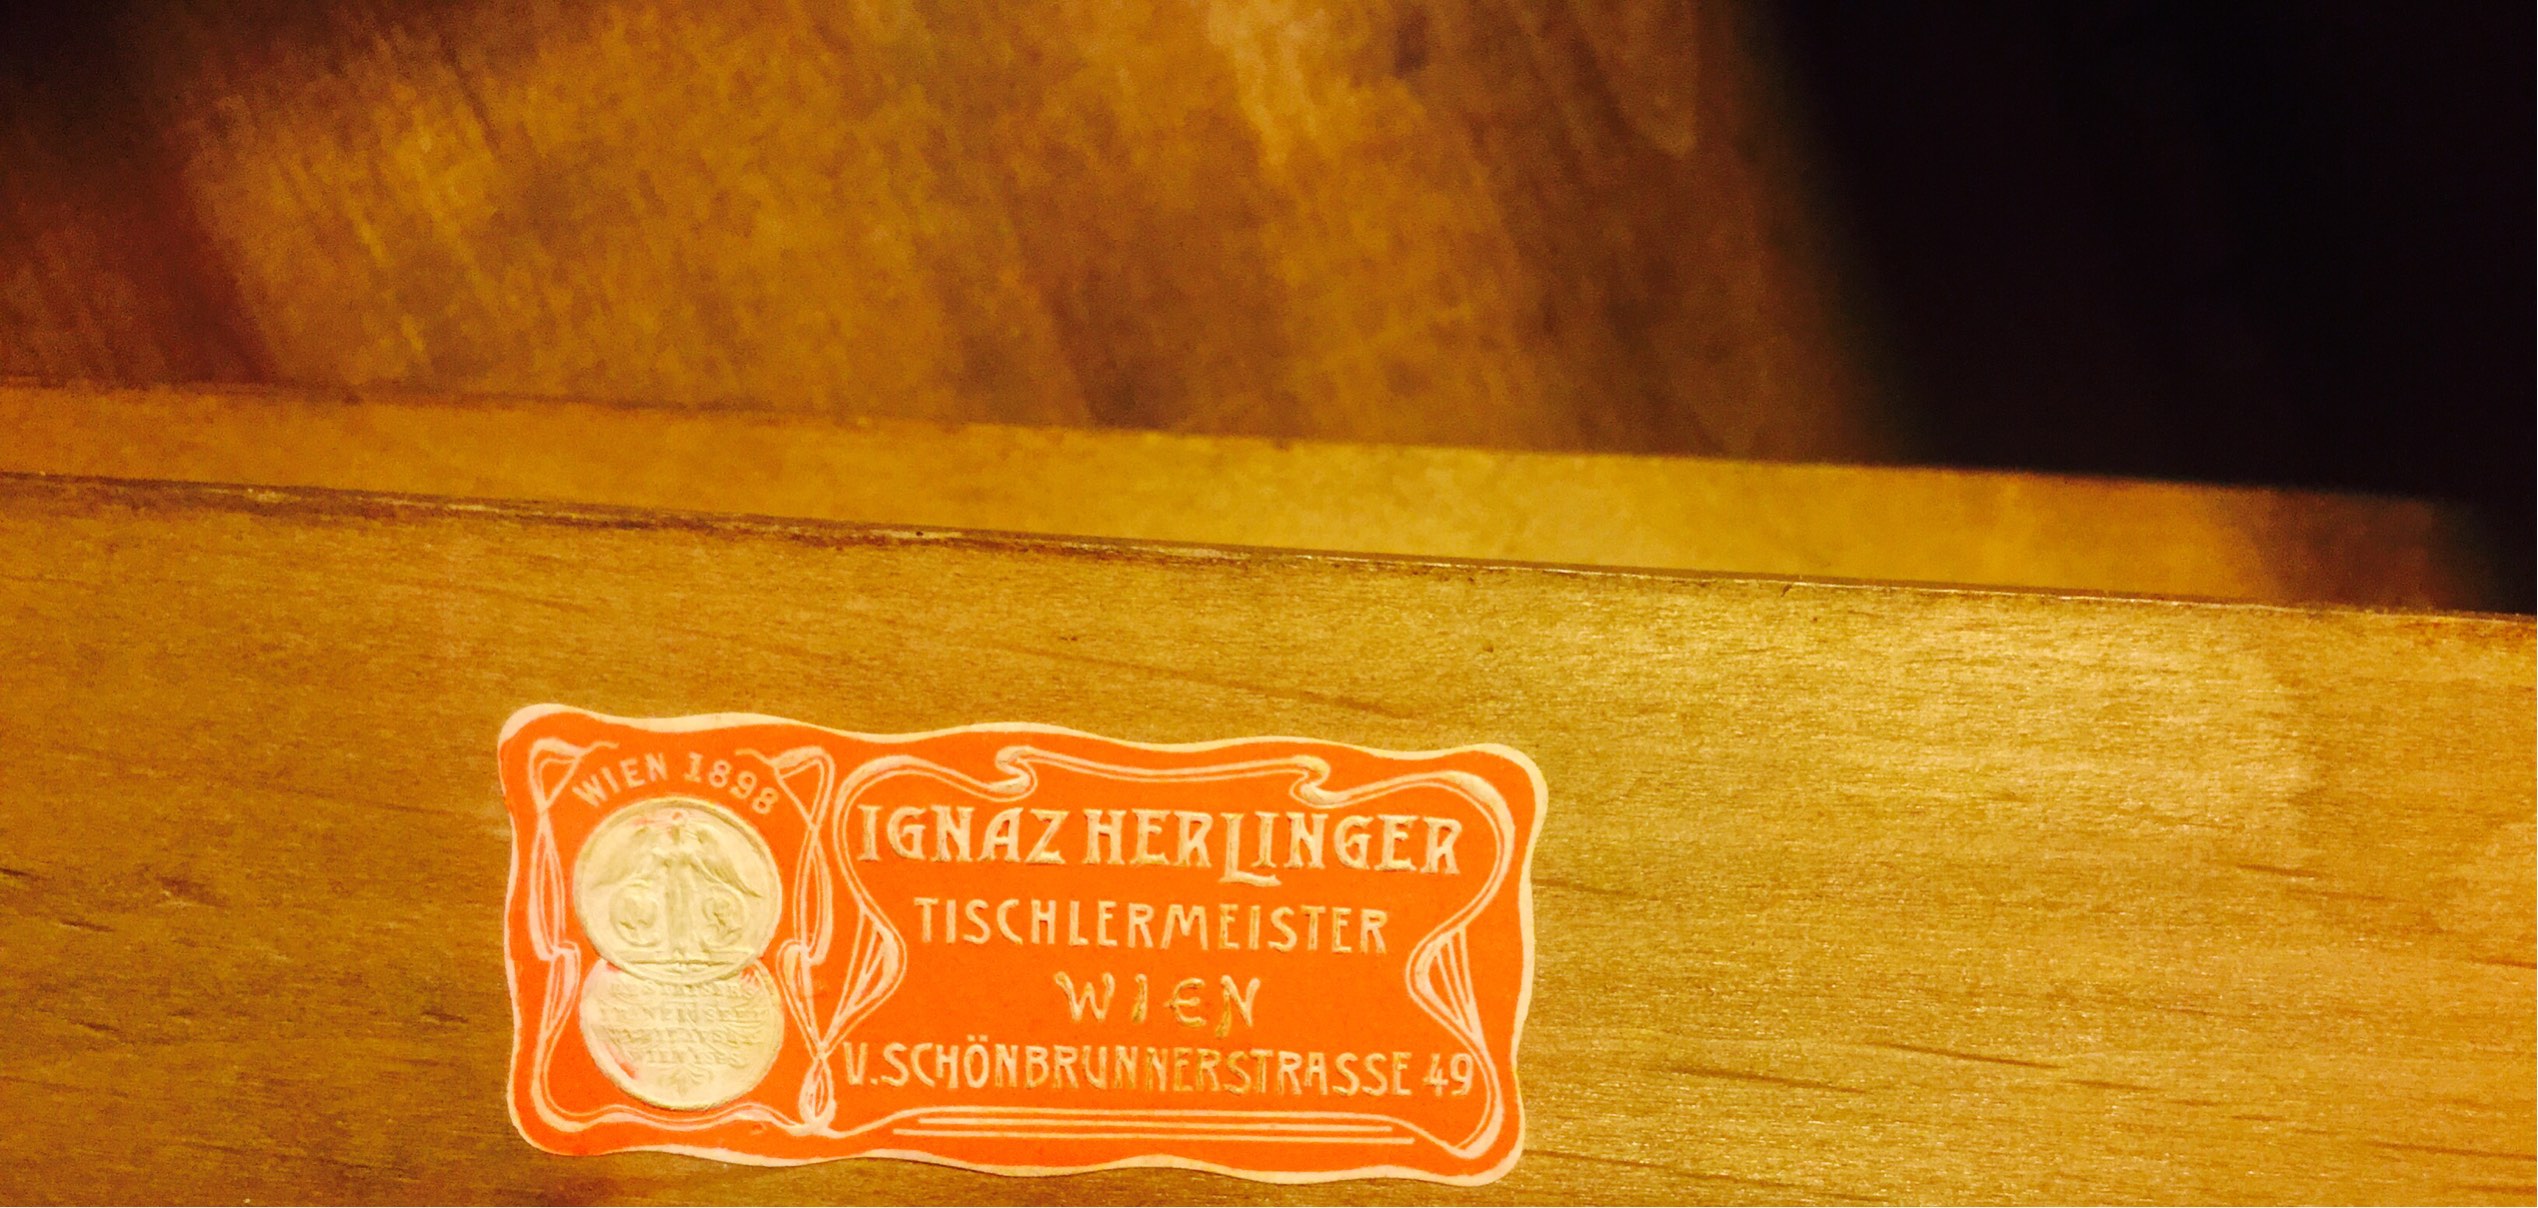 WIEN 1898
IGNAZ HERLINGER
TISCHLERMEISTER
WIEN
V. SCHÖNBRUNNERSTRASSE 49